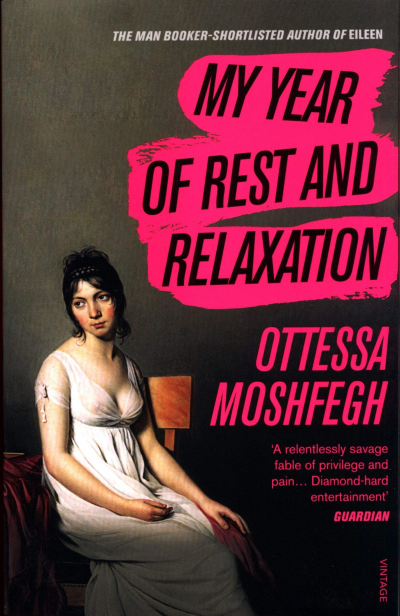 THE MAN BOOKER-SHORTLISTED AUTHOR OF EILEEN
MY YEAR
OF REST AND
RELAXATION
OTTESSA
MOSHFEGH
'A relentlessly savage
fable of privilege and
pain... Diamond-hard
entertainment'
GUARDIAN
VINTAGE